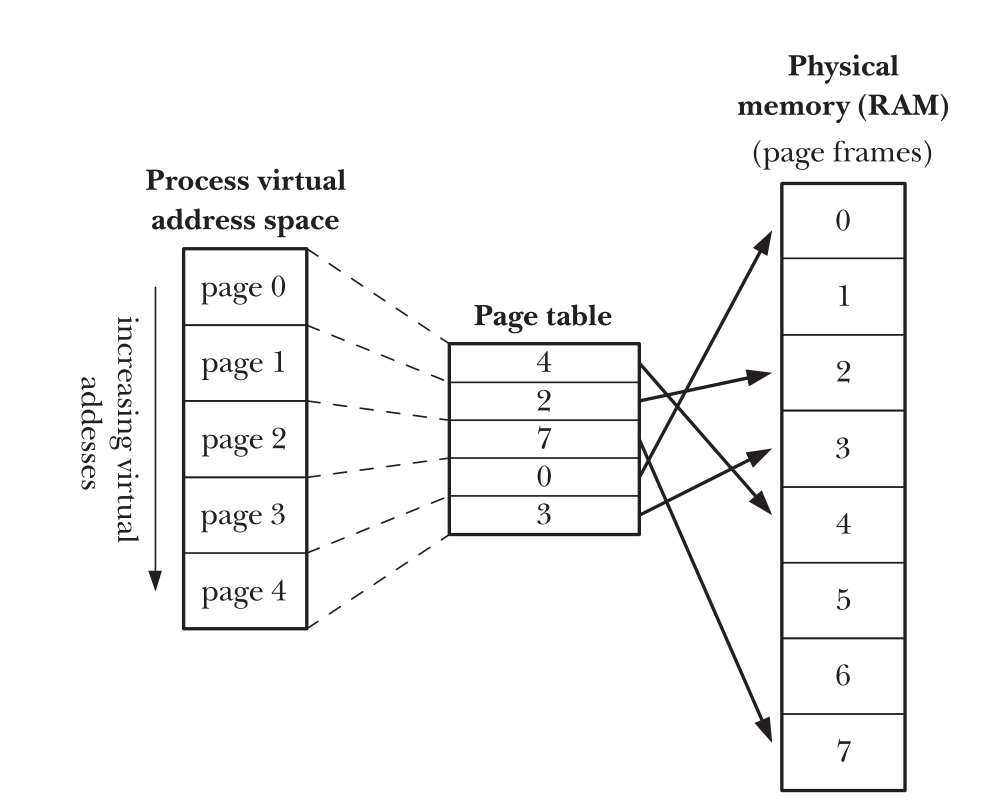 Physical
memory (RAM)
(page frames)
Process virtual
address space
page 0
page 1
page 2
page 3
page 4
increasing virtual
addesses
Page table
4
2
7
0
3
0
1
2
3
4
5
6
7